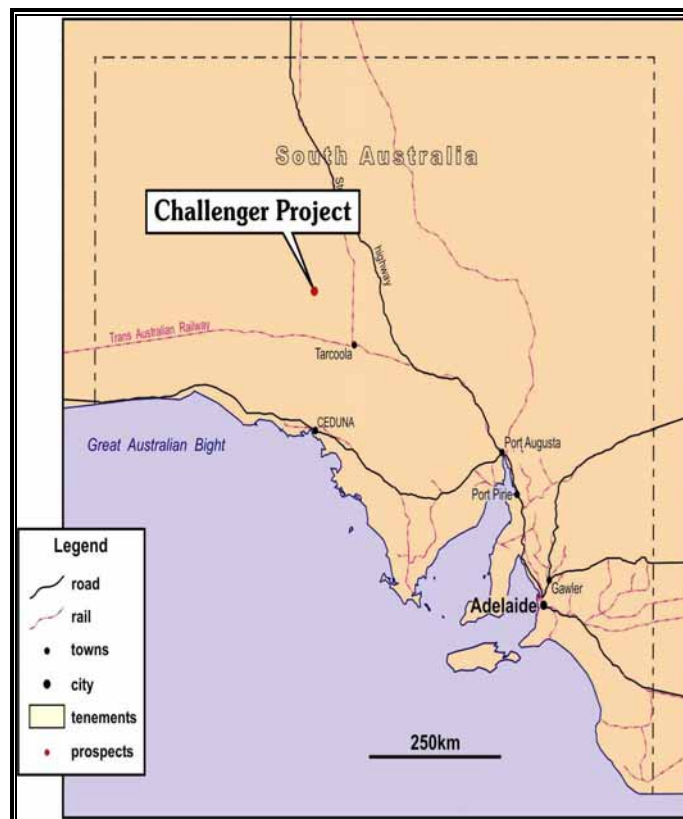 South Australia
Challenger Project
highway
Trans Australian Railway
Tarcoola
CEDUNA
Great Australian Bight
Port Augusta
Port Pirie
Gawler
Adelaide
Legend
road
rail
towns
city
tenements
prospects
250km